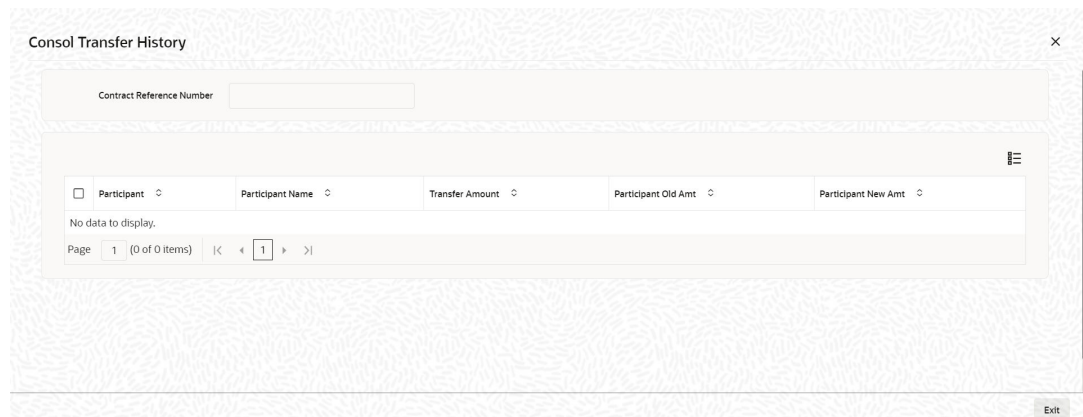 Consol Transfer History
Contract Reference Number
Participant Participant Name Transfer Amount Participant Old Amt Participant New Amt
No data to display.
Page 1 (0 of 0 items) 1
Exit